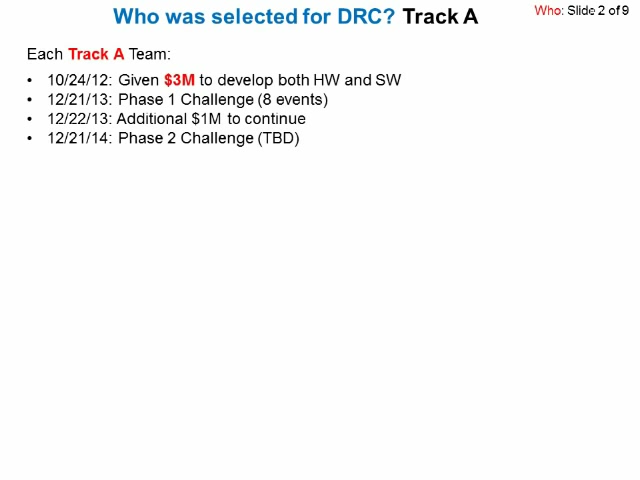 Who was selected for DRC? Track A
Who: Slide 2 of 9
Each Track A Team:
• 10/24/12: Given $3M to develop both HW and SW
• 12/21/13: Phase 1 Challenge (8 events)
• 12/22/13: Additional $1M to continue
• 12/21/14: Phase 2 Challenge (TBD)